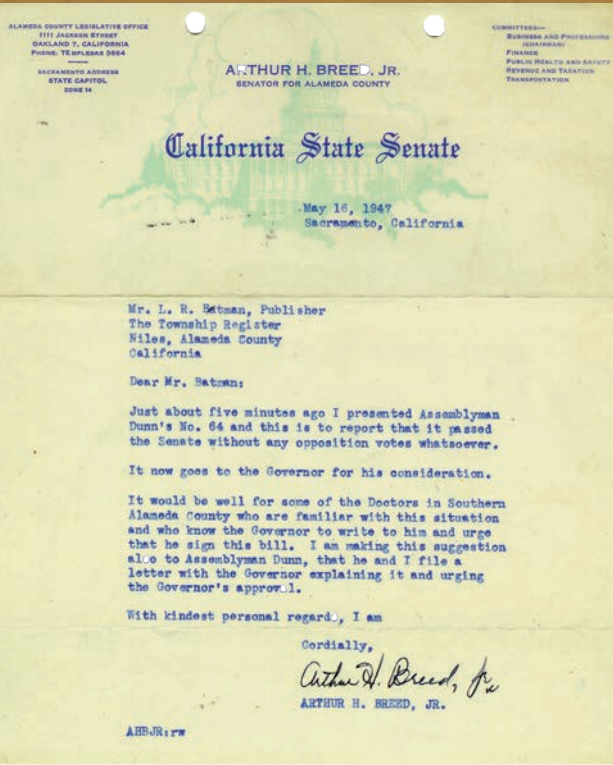 ALAMEDA COUNTY LEGISLATIVE OFFICE
1111 JACKSON STREET
OAKLAND 7, CALIFORNIA
PHONE: TEMPLEBAR 3664
SACRAMENTO ADDRESS
STATE CAPITOL
ZONE 14
COMMITTEES—
BUSINESS AND PROFESSIONS
(CHAIRMAN)
FINANCE
PUBLIC HEALTH AND SAFETY
REVENUE AND TAXATION
TRANSPORTATION
ARTHUR H. BREED, JR.
SENATOR FOR ALAMEDA COUNTY
California State Senate
May 16, 1947
Sacramento, California
Mr. L. R. Batman, Publisher
The Township Register
Niles, Alameda County
California
Dear Mr. Batman:
Just about five minutes ago I presented Assemblyman
Dunn's No. 64 and this is to report that it passed
the Senate without any opposition votes whatsoever.
It now goes to the Governor for his consideration.
It would be well for some of the Doctors in Southern
Alameda County who are familiar with this situation
and who know the Governor to write to him and urge
that he sign this bill. I am making this suggestion
also to Assemblyman Dunn, that he and I file a
letter with the Governor explaining it and urging
the Governor's approval.
With kindest personal regards, I am
Cordially,
Arthur H. Breed, Jr.
ARTHUR H. BREED, JR.
AHBJR:rw